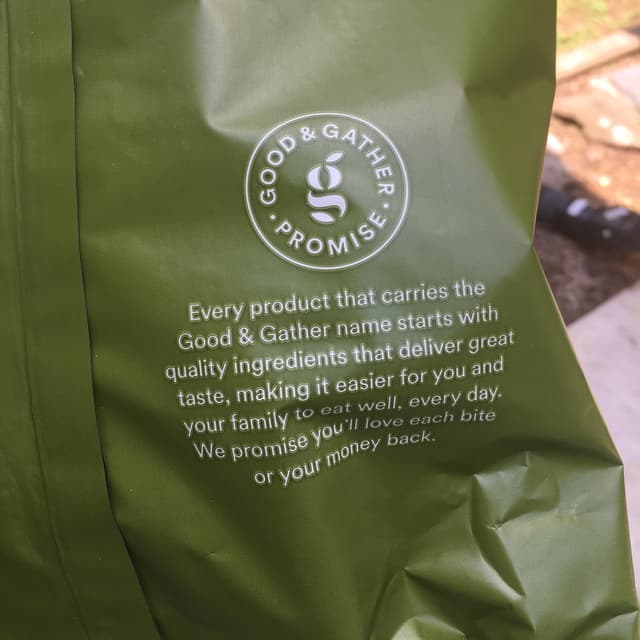 GOOD & GATHER
PROMISE
Every product that carries the
Good & Gather name starts with
quality ingredients that deliver great
taste, making it easier for you and
your family to eat well, every day.
We promise you'll love each bite
or your money back.